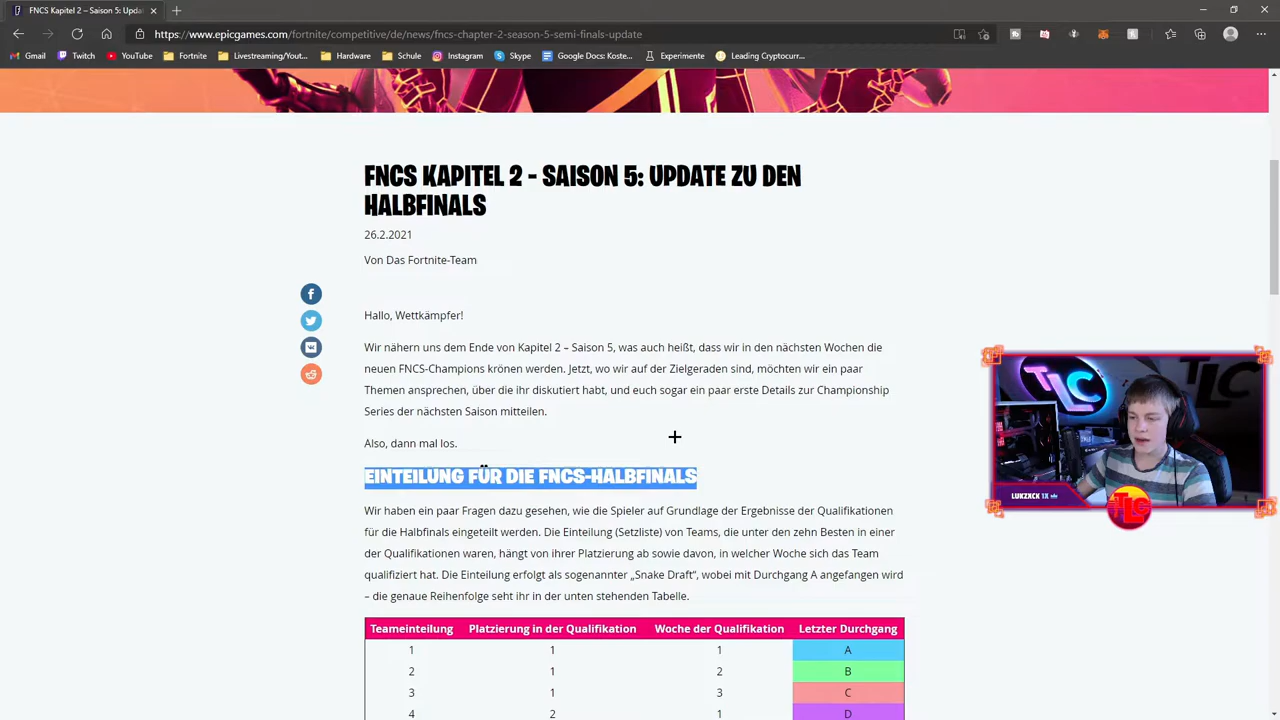 FNCS Kapitel 2 – Saison 5: Upda
https://www.epicgames.com/fortnite/competitive/de/news/fncs-chapter-2-season-5-semi-finals-update
Gmail Twitch YouTube Fortnite Livestreaming/Yout... Hardware Schule Instagram Skype Google Docs: Koste... Experimente Leading Cryptocurr...
FNCS KAPITEL 2 - SAISON 5: UPDATE ZU DEN
HALBFINALS
26.2.2021
Von Das Fortnite-Team
Hallo, Wettkämpfer!
Wir nähern uns dem Ende von Kapitel 2 – Saison 5, was auch heißt, dass wir in den nächsten Wochen die
neuen FNCS-Champions krönen werden. Jetzt, wo wir auf der Zielgeraden sind, möchten wir ein paar
Themen ansprechen, über die ihr diskutiert habt, und euch sogar ein paar erste Details zur Championship
Series der nächsten Saison mitteilen.
Also, dann mal los.
EINTEILUNG FÜR DIE FNCS-HALBFINALS
Wir haben ein paar Fragen dazu gesehen, wie die Spieler auf Grundlage der Ergebnisse der Qualifikationen
für die Halbfinals eingeteilt werden. Die Einteilung (Setzliste) von Teams, die unter den zehn Besten in einer
der Qualifikationen waren, hängt von ihrer Platzierung ab sowie davon, in welcher Woche sich das Team
qualifiziert hat. Die Einteilung erfolgt als sogenannter „Snake Draft“, wobei mit Durchgang A angefangen wird
– die genaue Reihenfolge seht ihr in der unten stehenden Tabelle.
Teameinteilung Platzierung in der Qualifikation Woche der Qualifikation Letzter Durchgang
1 1 1 A
2 1 2 B
3 1 3 C
4 2 1 D
TLC
LUKZXCK 1X
TLC